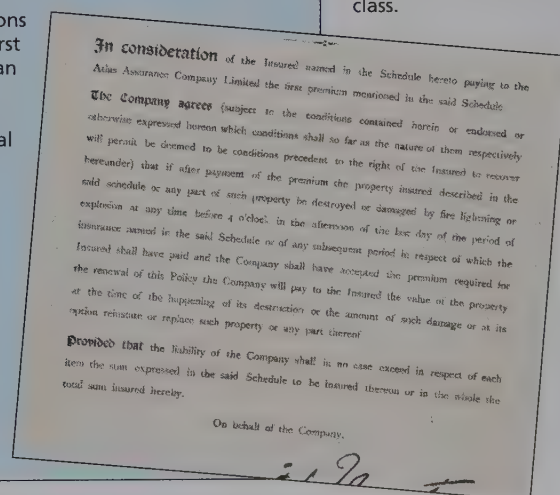 class.
ons
rst
an
al
—2—
In consideration of the Insured named in the Schedule hereto paying to the
Atlas Assurance Company Limited the first premium mentioned in the said Schedule
The Company agrees (subject to the conditions contained herein or endorsed or
otherwise expressed hereon which conditions shall so far as the nature of them respectively
will permit be deemed to be conditions precedent to the right of the Insured to recover
hereunder) that if after payment of the premium the property insured described in the
said schedule or any part of such property be destroyed or damaged by fire lightning or
explosion at any time before 4 o'cloc. in the afternoon of the last day of the period of
insurance named in the said Schedule or of any subsequent period in respect of which the
Insured shall have paid and the Company shall have accepted the premium required for
the renewal of this Policy the Company will pay to the Insured the value of the property
at the time of the happening of its destruction or the amount of such damage or at its
option reinstate or replace such property or any part thereof
Provided that the liability of the Company shall in no case exceed in respect of each
item the sum expressed in the said Schedule to be insured thereon or in the whole the
total sum insured hereby.
On behalf of the Company,